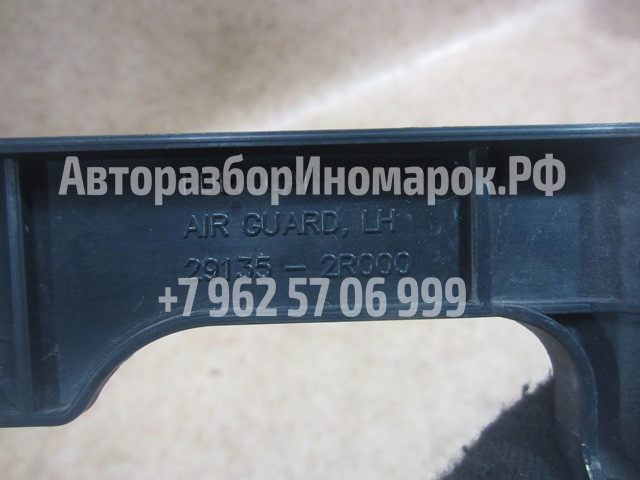 АвторазборИномарок.РФ
AIR GUARD, LH
29135-2R000
+7 962 57 06 999